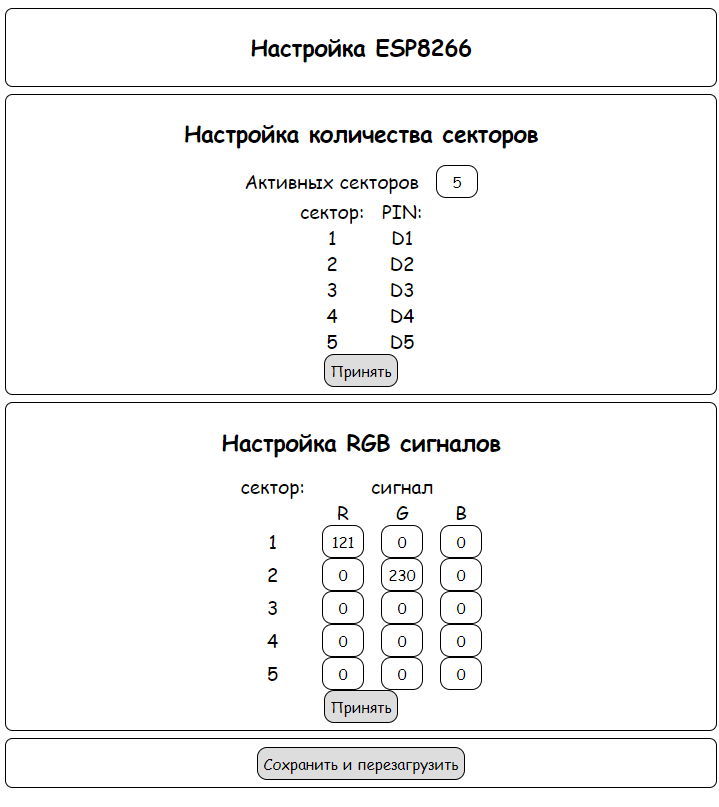 Настройка ESP8266
Настройка количества секторов
Активных секторов 5
сектор: PIN:
1 D1
2 D2
3 D3
4 D4
5 D5
Принять
Настройка RGB сигналов
сектор: сигнал
R G B
1 121 0 0
2 0 230 0
3 0 0 0
4 0 0 0
5 0 0 0
Принять
Сохранить и перезагрузить